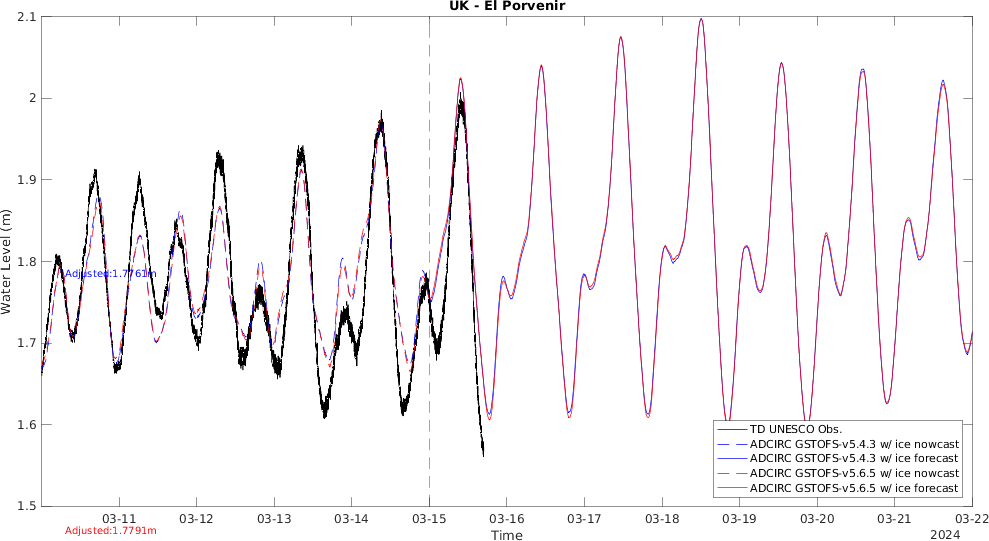 UK - El Porvenir
2.1
2
1.9
1.8
1.7
1.6
1.5
Water Level (m)
Adjusted:1.7761m
TD UNESCO Obs.
ADCIRC GSTOFS-v5.4.3 w/ ice nowcast
ADCIRC GSTOFS-v5.4.3 w/ ice forecast
ADCIRC GSTOFS-v5.6.5 w/ ice nowcast
ADCIRC GSTOFS-v5.6.5 w/ ice forecast
03-11 03-12 03-13 03-14 03-15 03-16 03-17 03-18 03-19 03-20 03-21 03-22
Adjusted:1.7791m
Time
2024